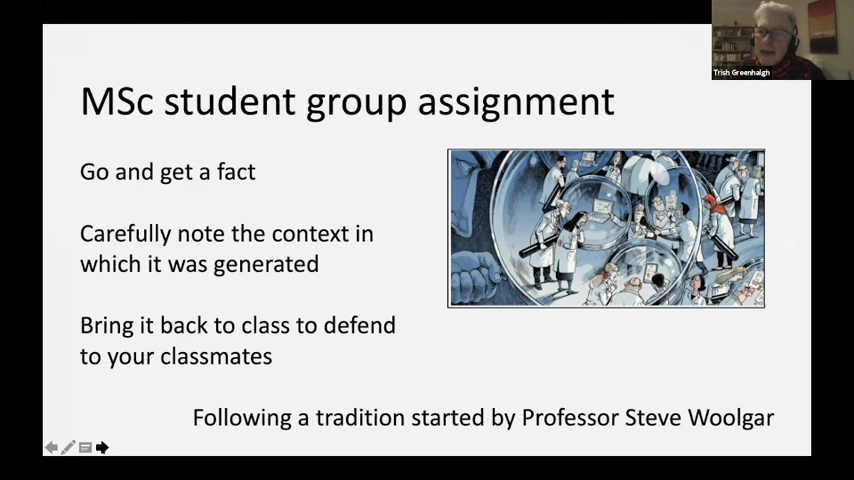 Trish Greenhalgh
MSc student group assignment
Go and get a fact
Carefully note the context in
which it was generated
Bring it back to class to defend
to your classmates
Following a tradition started by Professor Steve Woolgar